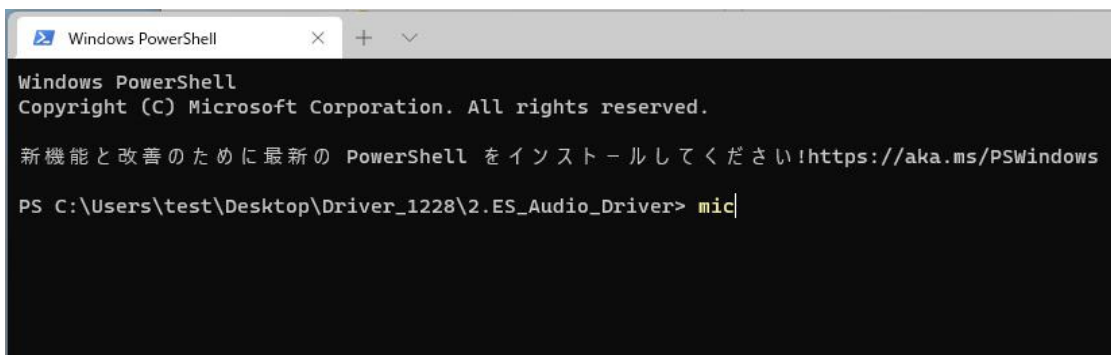 Windows PowerShell
Windows PowerShell
Copyright (C) Microsoft Corporation. All rights reserved.
新機能と改善のために最新の PowerShell をインストールしてください!https://aka.ms/PSWindows
PS C:\Users\test\Desktop\Driver_1228\2.ES_Audio_Driver> mic